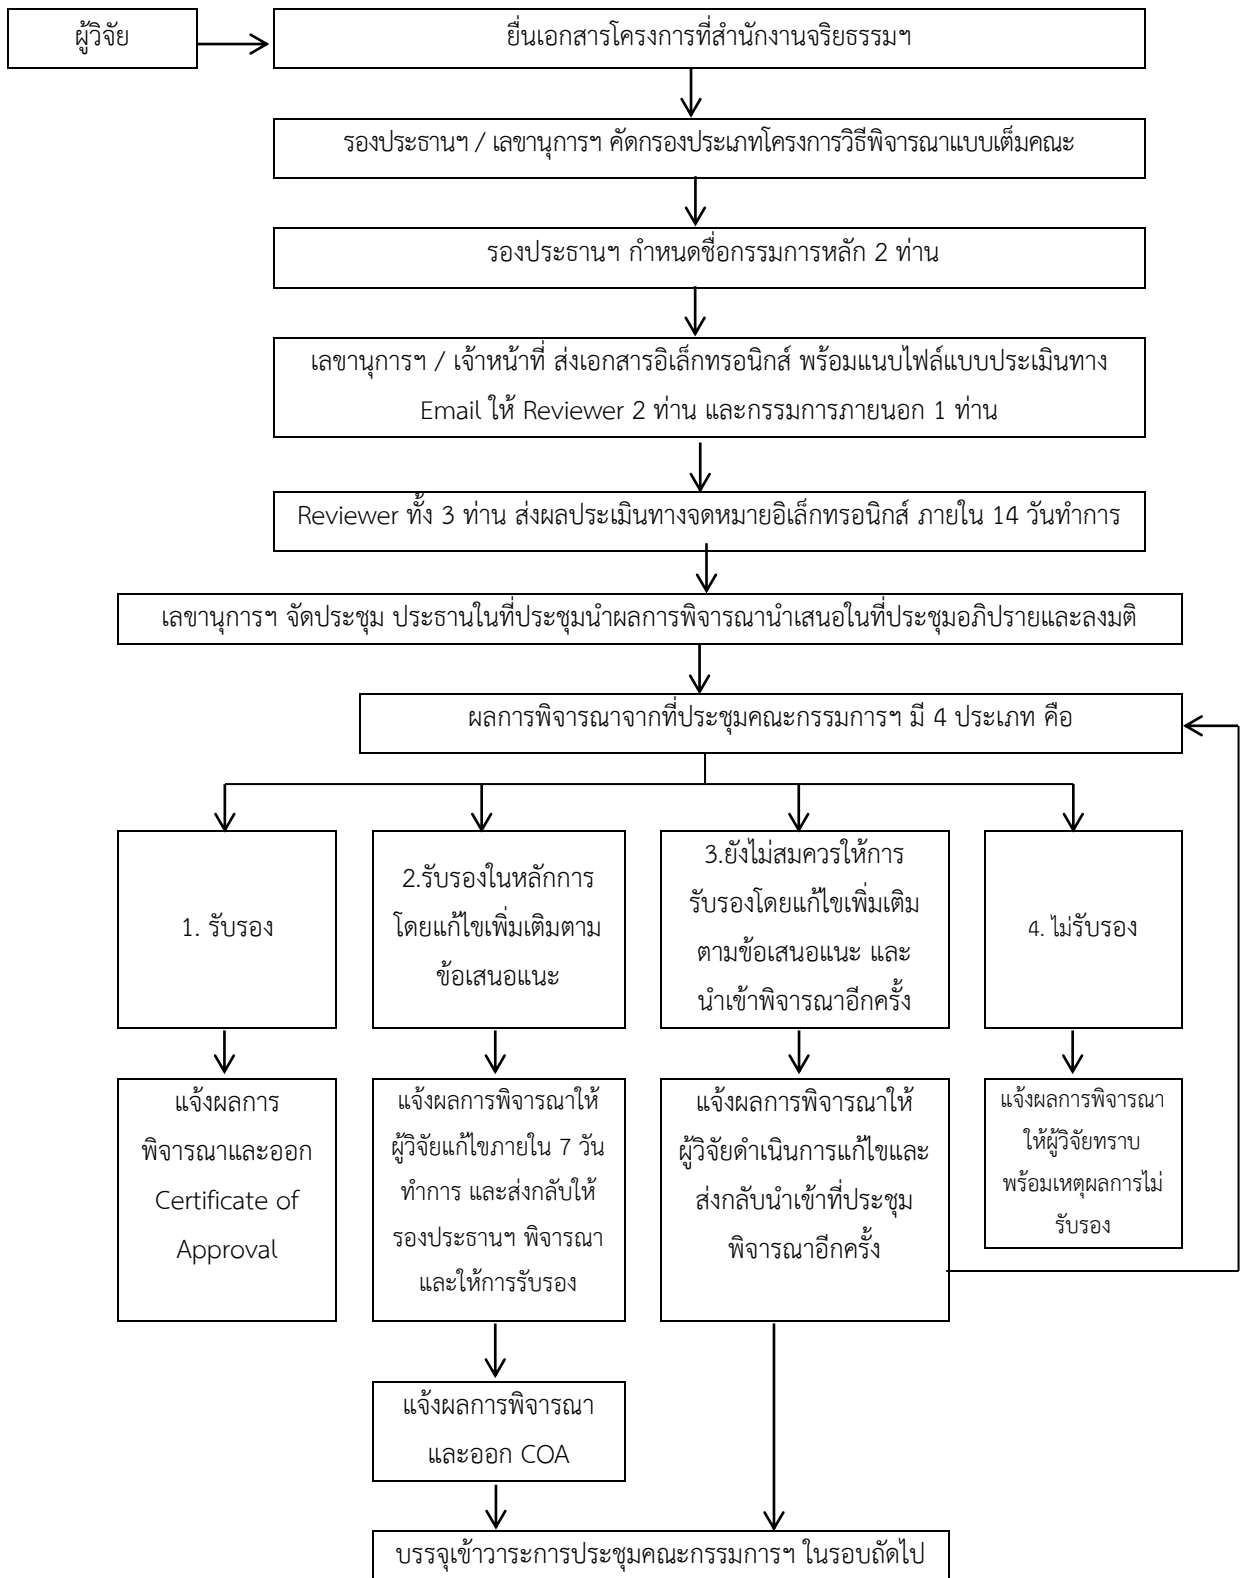 ผู้วิจัย
ยื่นเอกสารโครงการที่สำนักงานจริยธรรมฯ
รองประธานฯ / เลขานุการฯ คัดกรองประเภทโครงการวิธีพิจารณาแบบเต็มคณะ
รองประธานฯ กำหนดชื่อกรรมการหลัก 2 ท่าน
เลขานุการฯ / เจ้าหน้าที่ ส่งเอกสารอิเล็กทรอนิกส์ พร้อมแนบไฟล์แบบประเมินทาง
Email ให้ Reviewer 2 ท่าน และกรรมการภายนอก 1 ท่าน
Reviewer ทั้ง 3 ท่าน ส่งผลประเมินทางจดหมายอิเล็กทรอนิกส์ ภายใน 14 วันทำการ
เลขานุการฯ จัดประชุม ประธานในที่ประชุมนำผลการพิจารณานำเสนอในที่ประชุมอภิปรายและลงมติ
ผลการพิจารณาจากที่ประชุมคณะกรรมการฯ มี 4 ประเภท คือ
1. รับรอง
2.รับรองในหลักการ
โดยแก้ไขเพิ่มเติมตาม
ข้อเสนอแนะ
3.ยังไม่สมควรให้การ
รับรองโดยแก้ไขเพิ่มเติม
ตามข้อเสนอแนะ และ
นำเข้าพิจารณาอีกครั้ง
4. ไม่รับรอง
แจ้งผลการ
พิจารณาและออก
Certificate of
Approval
แจ้งผลการพิจารณาให้
ผู้วิจัยแก้ไขภายใน 7 วัน
ทำการ และส่งกลับให้
รองประธานฯ พิจารณา
และให้การรับรอง
แจ้งผลการพิจารณาให้
ผู้วิจัยดำเนินการแก้ไขและ
ส่งกลับนำเข้าที่ประชุม
พิจารณาอีกครั้ง
แจ้งผลการพิจารณา
ให้ผู้วิจัยทราบ
พร้อมเหตุผลการไม่
รับรอง
แจ้งผลการพิจารณา
และออก COA
บรรจุเข้าวาระการประชุมคณะกรรมการฯ ในรอบถัดไป